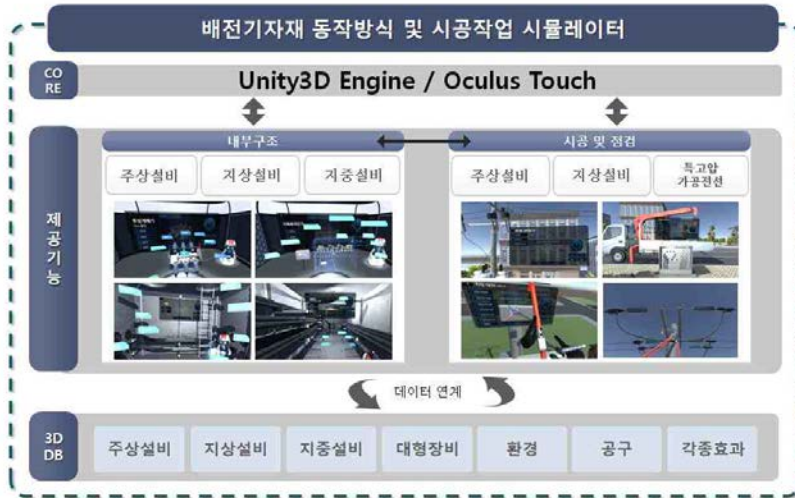 배전기자재 동작방식 및 시공작업 시뮬레이터
CO
RE
Unity3D Engine / Oculus Touch
제공기능
내부구조
시공 및 점검
주상설비
지상설비
지중설비
주상설비
지상설비
특고압
가공전선
데이터 연계
3D
DB
주상설비
지상설비
지중설비
대형장비
환경
공구
각종효과